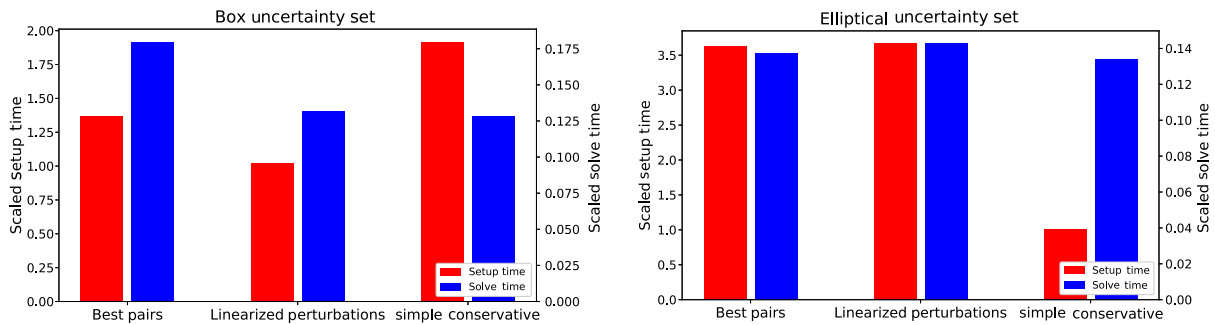 Box uncertainty set
Scaled Setup time
2.00
1.75
1.50
1.25
1.00
0.75
0.50
0.25
0.00
Best pairs
Linearized perturbations
simple conservative
0.175
0.150
0.125
0.100
0.075
0.050
0.025
0.000
Scaled solve time
Setup time
Solve time
Elliptical uncertainty set
Scaled setup time
3.5
3.0
2.5
2.0
1.5
1.0
0.5
0.0
Best pairs
Linearized perturbations
simple conservative
0.14
0.12
0.10
0.08
0.06
0.04
0.02
0.00
Scaled solve time
Setup time
Solve time